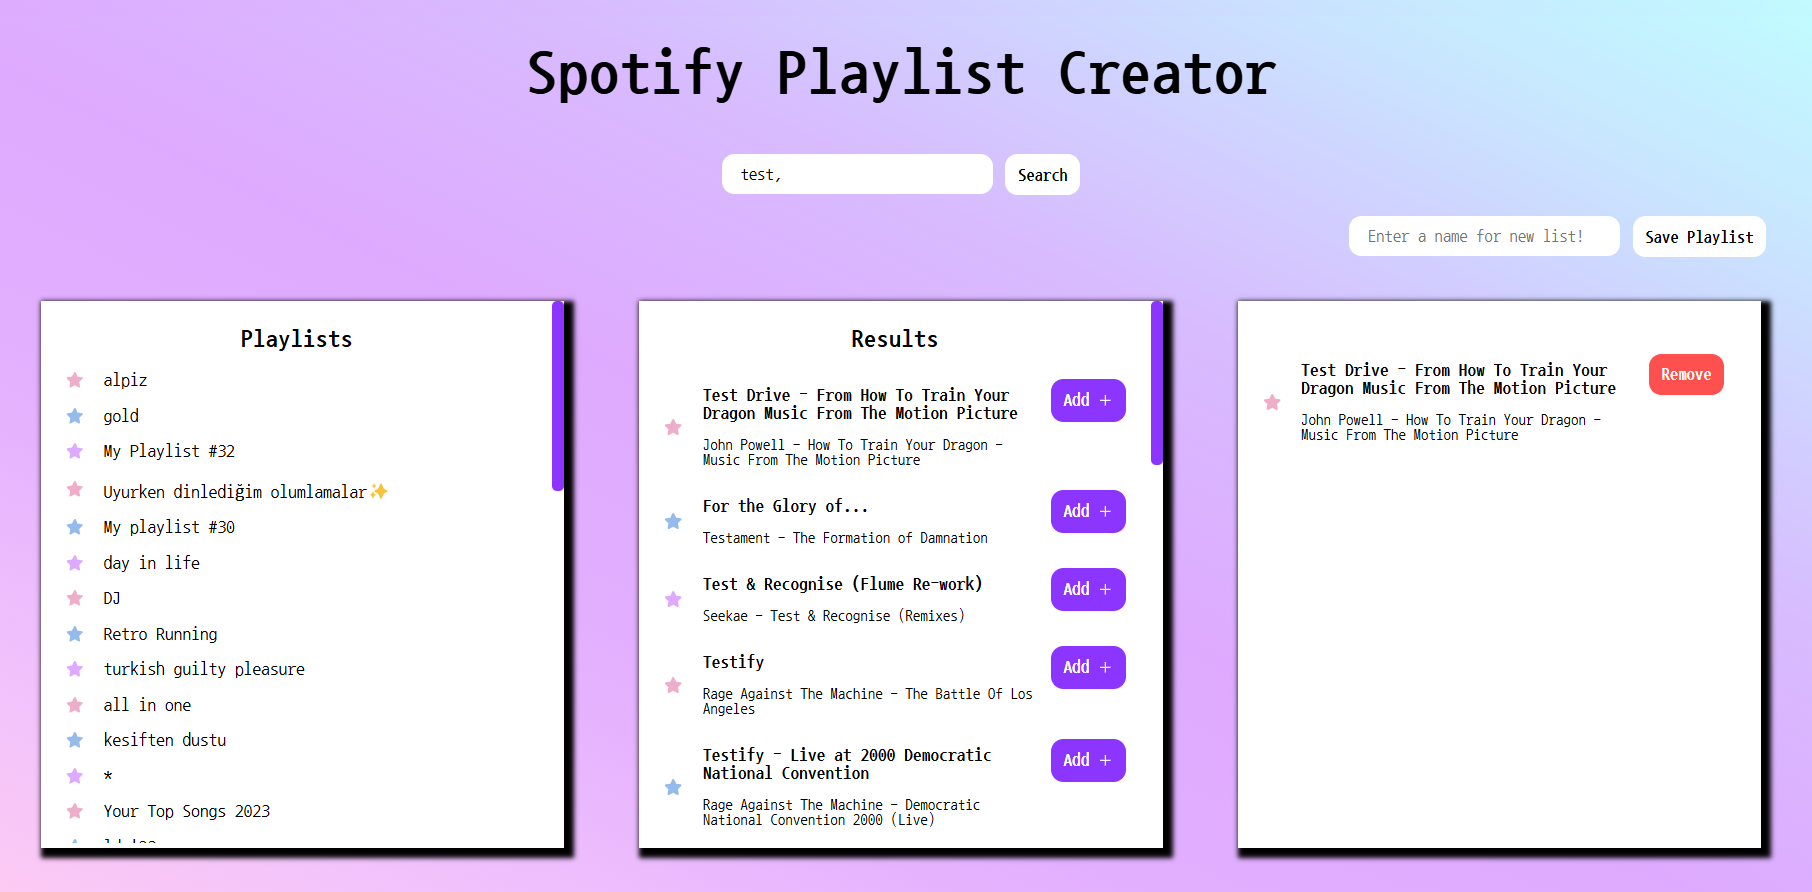 Spotify Playlist Creator
test,
Search
Enter a name for new list!
Save Playlist
Playlists
alpiz
gold
My Playlist #32
Uyurken dinlediğim olumlamalar✨
My playlist #30
day in life
DJ
Retro Running
turkish guilty pleasure
all in one
kesiften dustu
*
Your Top Songs 2023
Results
Test Drive - From How To Train Your
Dragon Music From The Motion Picture
Add +
John Powell - How To Train Your Dragon -
Music From The Motion Picture
For the Glory of...
Add +
Testament - The Formation of Damnation
Test & Recognise (Flume Re-work)
Add +
Seekae - Test & Recognise (Remixes)
Testify
Add +
Rage Against The Machine - The Battle Of Los
Angeles
Testify - Live at 2000 Democratic
National Convention
Add +
Rage Against The Machine - Democratic
National Convention 2000 (Live)
Test Drive - From How To Train Your
Dragon Music From The Motion Picture
Remove
John Powell - How To Train Your Dragon -
Music From The Motion Picture